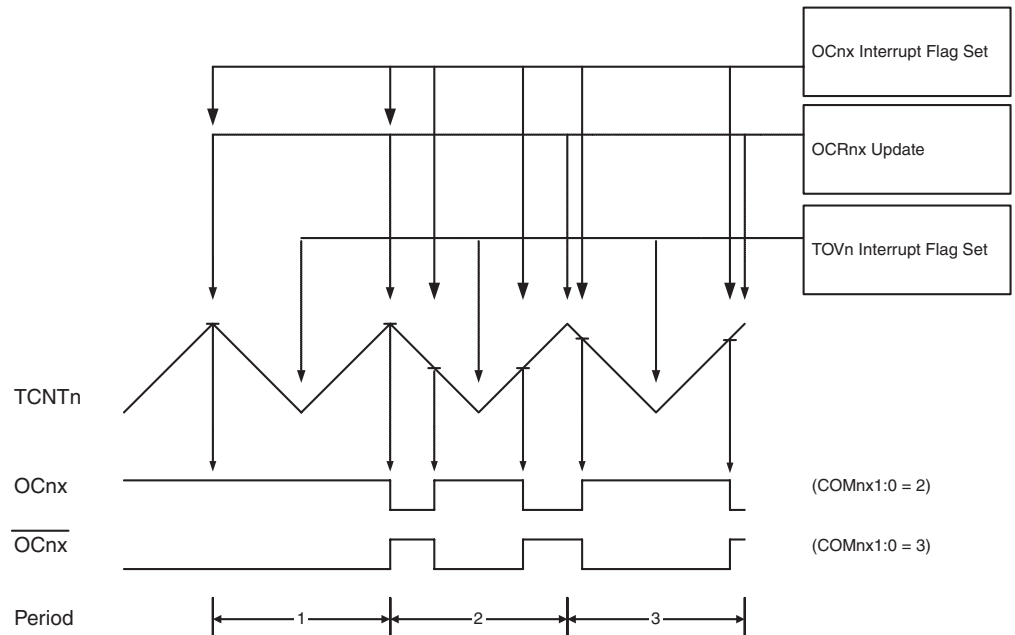 OCnx Interrupt Flag Set
OCRnx Update
TOVn Interrupt Flag Set
TCNTn
OCnx
(COMnx1:0 = 2)
OCnx
(COMnx1:0 = 3)
Period
1
2
3